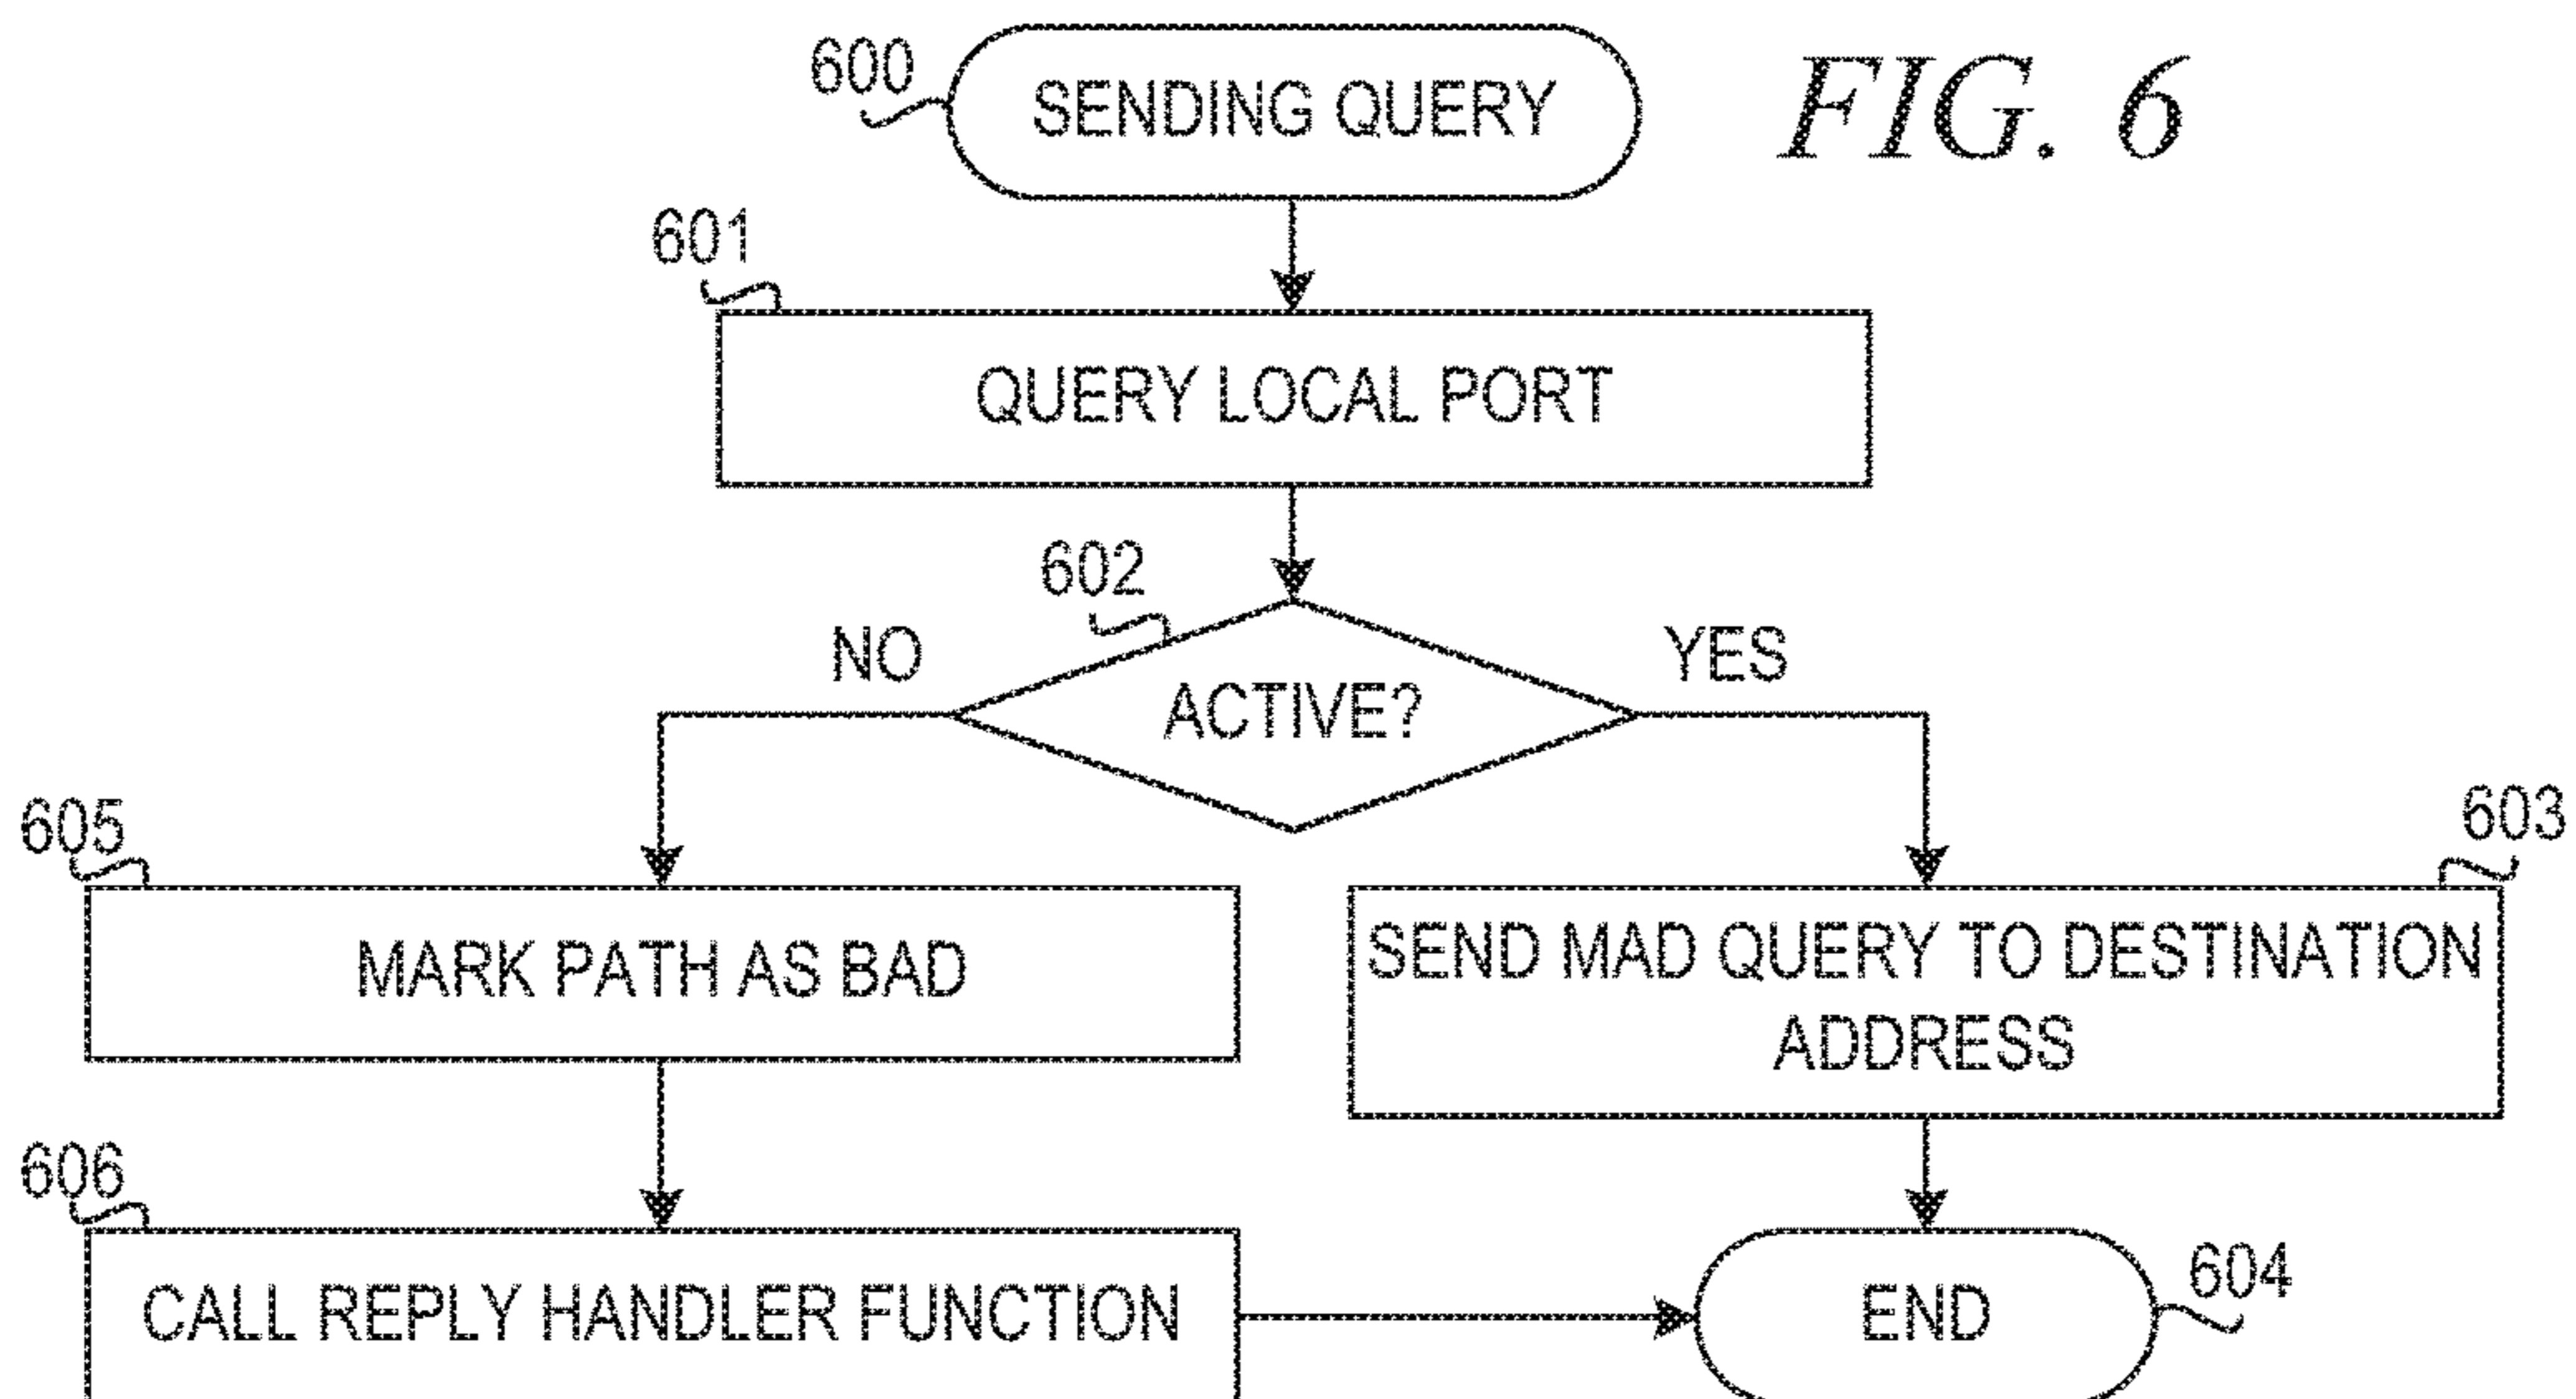 600
SENDING QUERY
FIG. 6
601
QUERY LOCAL PORT
602
NO
YES
ACTIVE?
605
603
MARK PATH AS BAD
SEND MAD QUERY TO DESTINATION
ADDRESS
606
CALL REPLY HANDLER FUNCTION
END
604